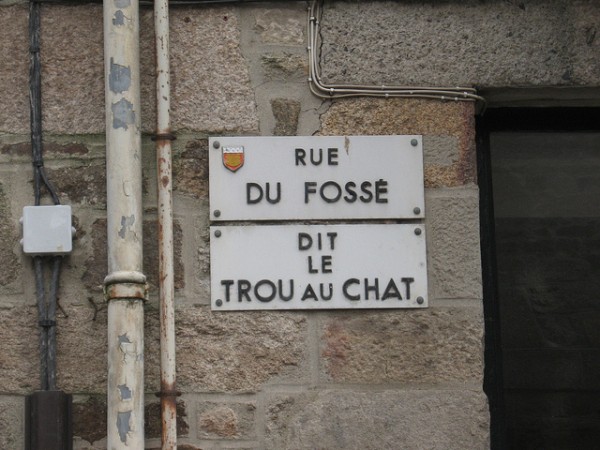 RUE
DU FOSSÉ
DIT
LE
TROU AU CHAT